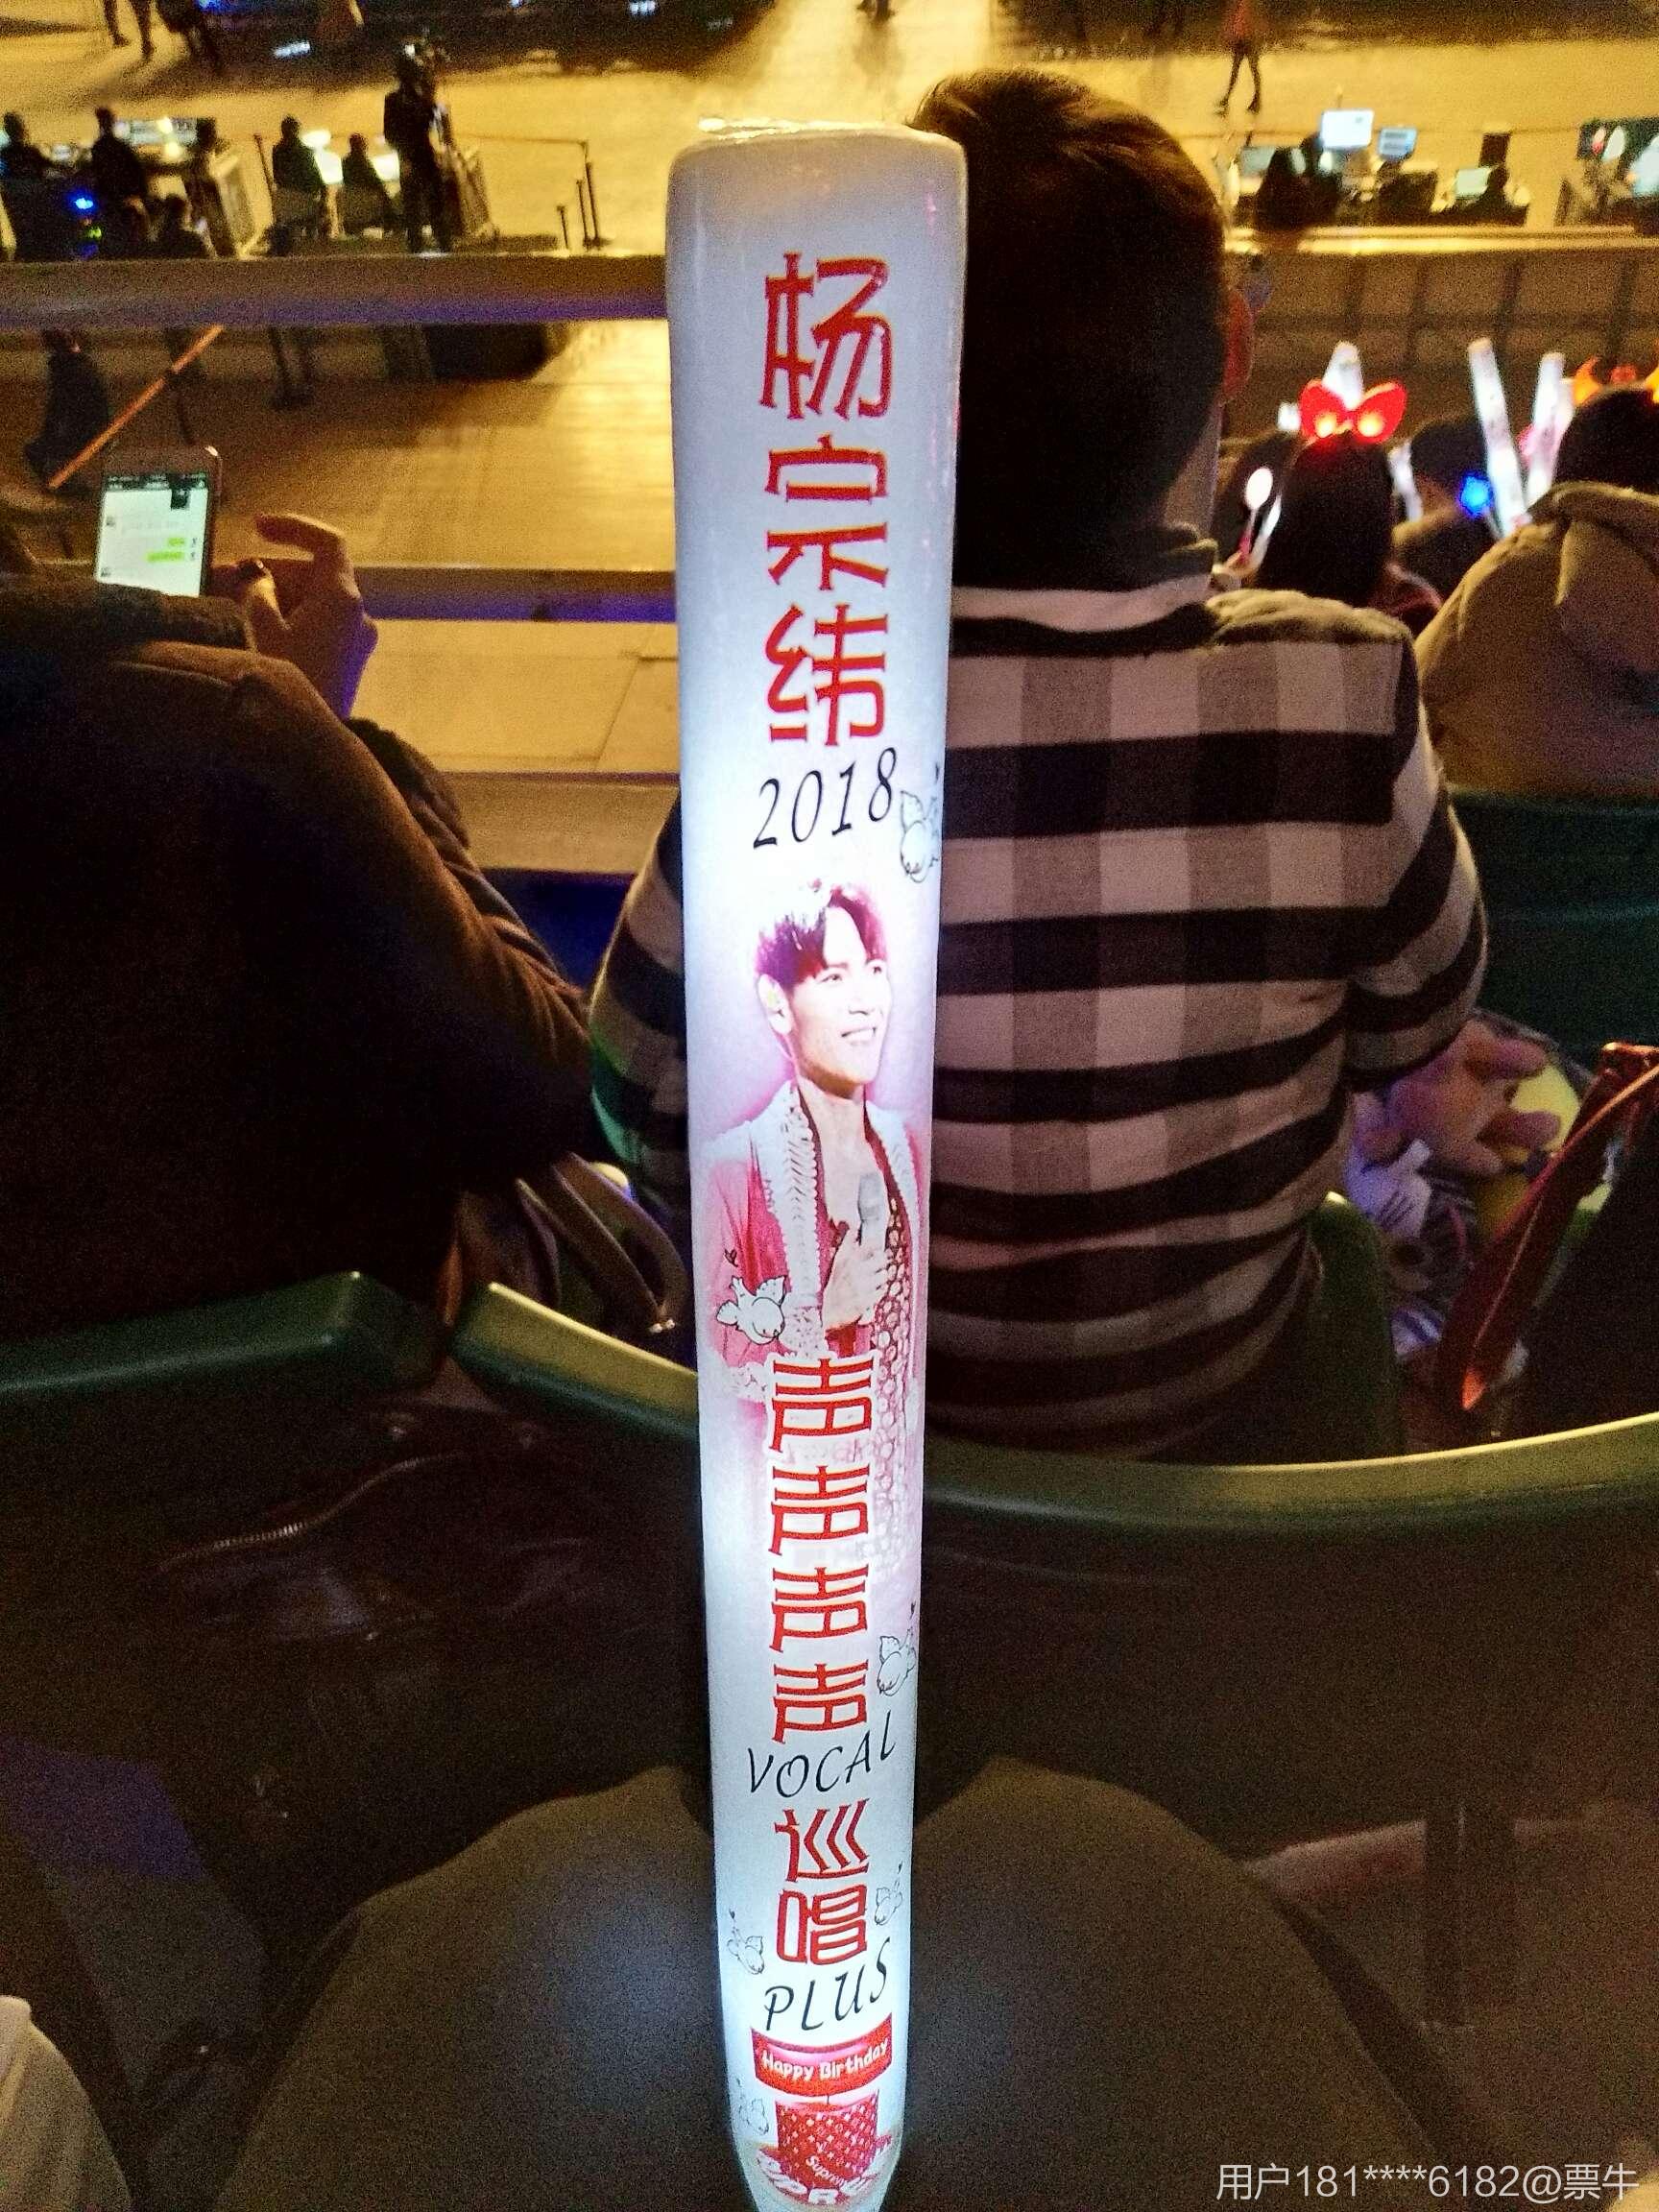 杨宗纬
2018
声声声声
VOCAL
巡唱
PLUS
Happy Birthday
用户181****6182@票牛